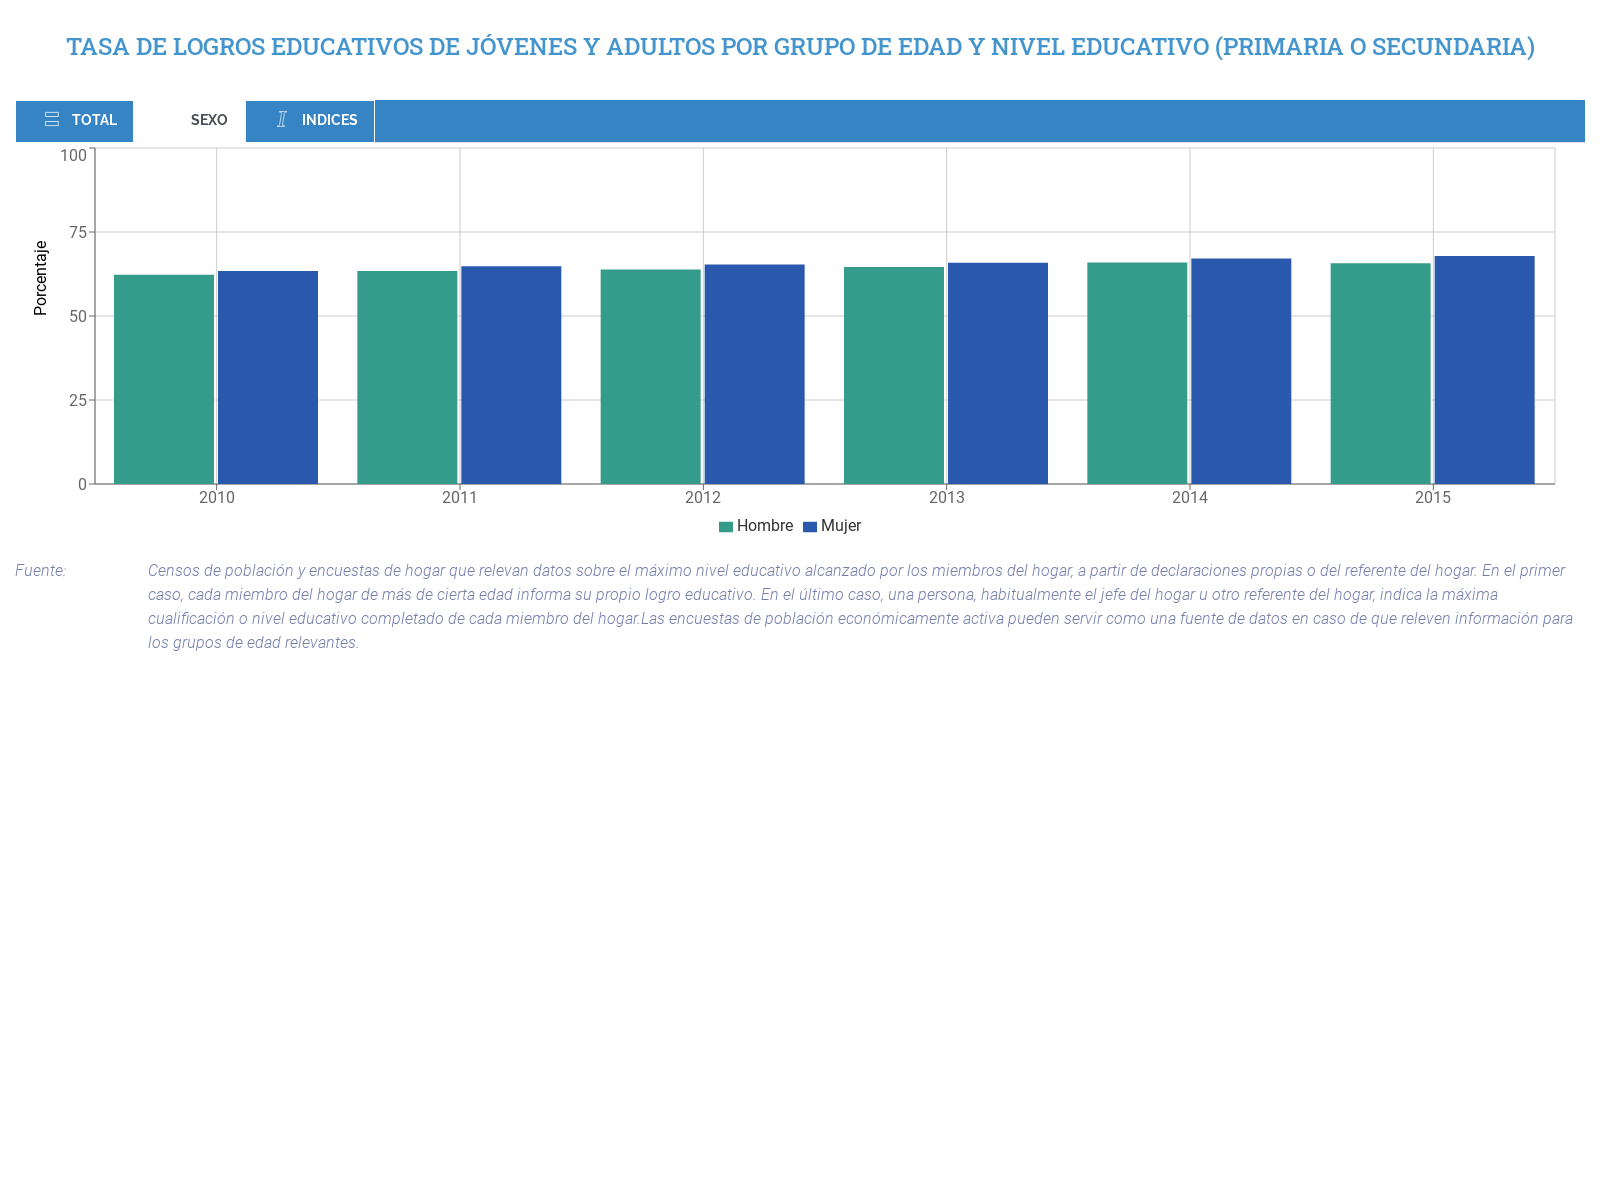 TASA DE LOGROS EDUCATIVOS DE JÓVENES Y ADULTOS POR GRUPO DE EDAD Y NIVEL EDUCATIVO (PRIMARIA O SECUNDARIA)
TOTAL
SEXO
INDICES
100
75
50
25
0
Porcentaje
2010
2011
2012
2013
2014
2015
Hombre
Mujer
Fuente:
Censos de población y encuestas de hogar que relevan datos sobre el máximo nivel educativo alcanzado por los miembros del hogar, a partir de declaraciones propias o del referente del hogar. En el primer
caso, cada miembro del hogar de más de cierta edad informa su propio logro educativo. En el último caso, una persona, habitualmente el jefe del hogar u otro referente del hogar, indica la máxima
cualificación o nivel educativo completado de cada miembro del hogar.Las encuestas de población económicamente activa pueden servir como una fuente de datos en caso de que releven información para
los grupos de edad relevantes.